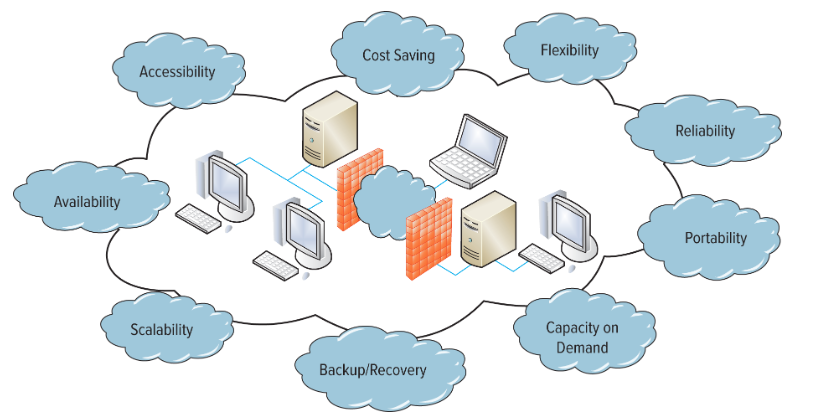 Cost Saving
Flexibility
Accessibility
Reliability
Availability
Portability
Scalability
Capacity on
Demand
Backup/Recovery